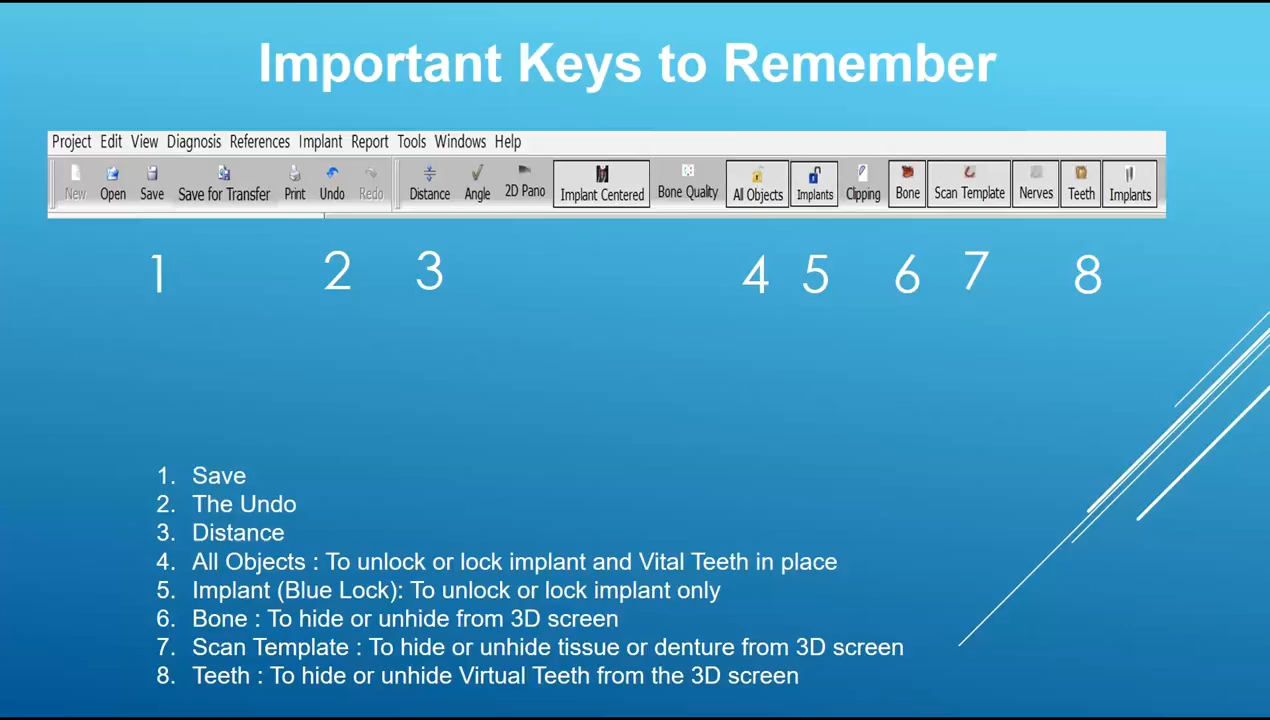 Important Keys to Remember
Project Edit View Diagnosis References Implant Report Tools Windows Help
New Open Save Save for Transfer Print Undo Redo Distance Angle 2D Pano Implant Centered Bone Quality All Objects Implants Clipping Bone Scan Template Nerves Teeth Implants
1 2 3 4 5 6 7 8
1. Save
2. The Undo
3. Distance
4. All Objects : To unlock or lock implant and Vital Teeth in place
5. Implant (Blue Lock): To unlock or lock implant only
6. Bone : To hide or unhide from 3D screen
7. Scan Template : To hide or unhide tissue or denture from 3D screen
8. Teeth : To hide or unhide Virtual Teeth from the 3D screen